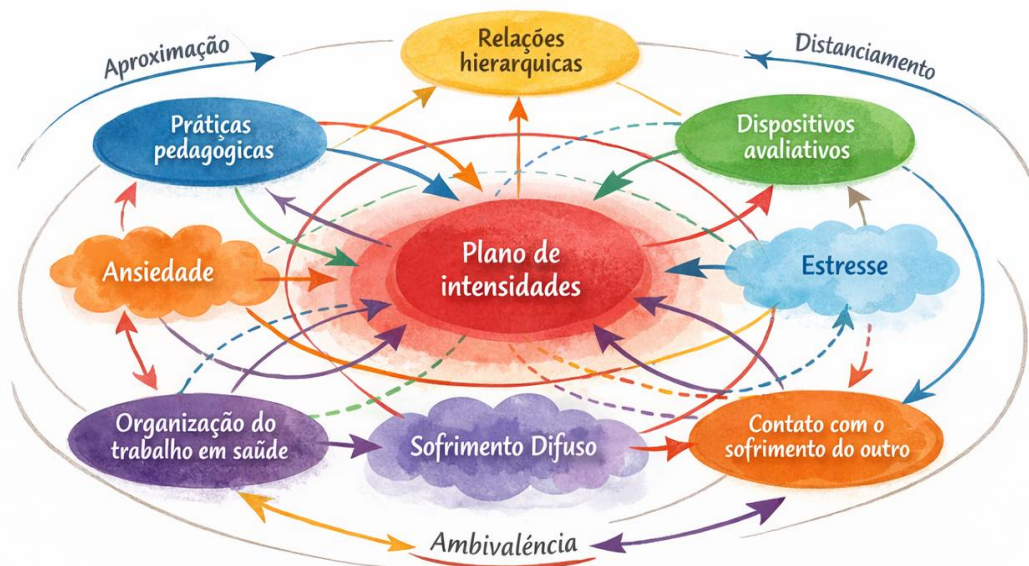 Aproximação
Relações
hierarquicas
Distanciamento
Práticas
pedagógicas
Dispositivos
avaliativos
Ansiedade
Plano de
intensidades
Estresse
Organização do
trabalho em saúde
Sofrimento Difuso
Contato com o
sofrimento do outro
Ambivaléncia